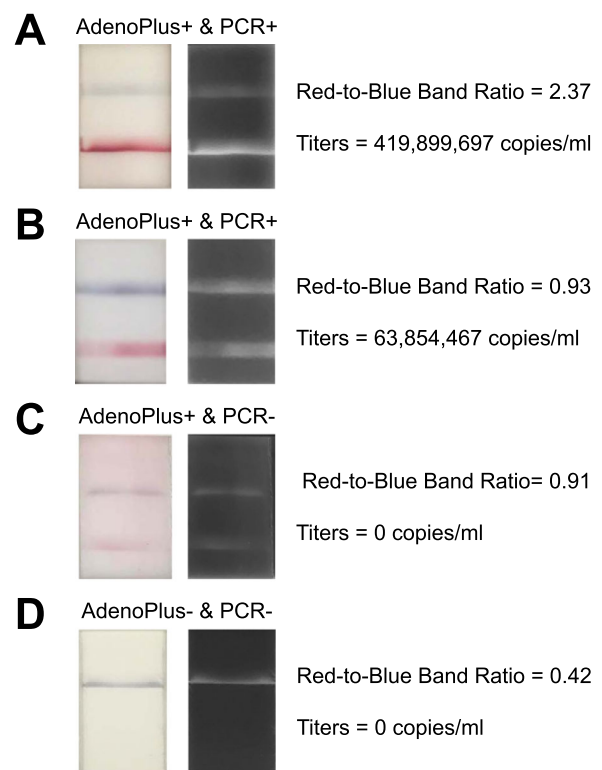 A
AdenoPlus+ & PCR+
Red-to-Blue Band Ratio = 2.37
Titers = 419,899,697 copies/ml
B
AdenoPlus+ & PCR+
Red-to-Blue Band Ratio = 0.93
Titers = 63,854,467 copies/ml
C
AdenoPlus+ & PCR-
Red-to-Blue Band Ratio= 0.91
Titers = 0 copies/ml
D
AdenoPlus- & PCR-
Red-to-Blue Band Ratio = 0.42
Titers = 0 copies/ml